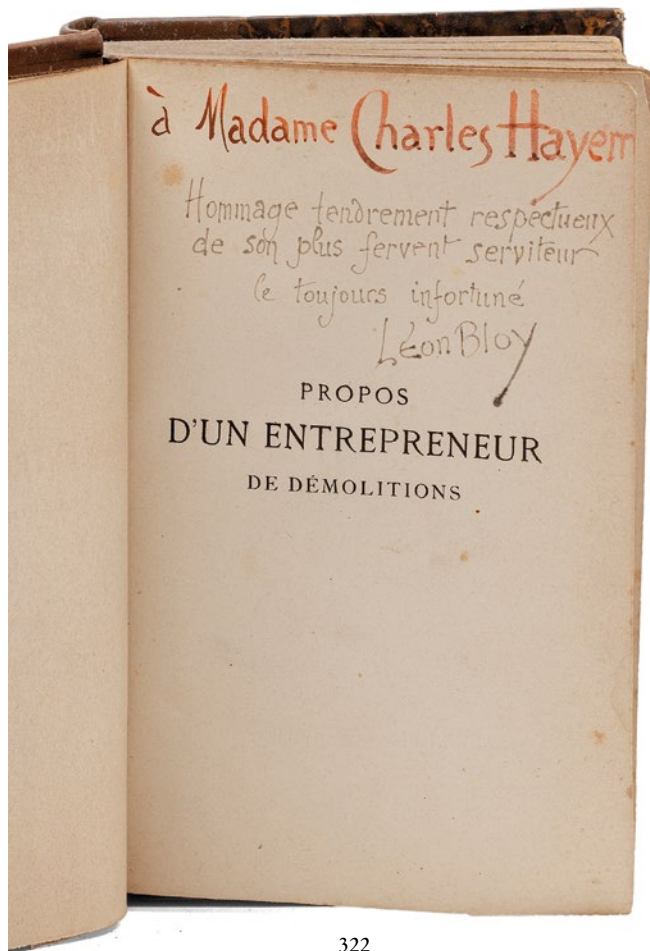 à Madame Charles Hayem
Hommage tendrement respectueux
de son plus fervent serviteur
le toujours infortuné
Léon Bloy
PROPOS
D'UN ENTREPRENEUR
DE DÉMOLITIONS
322